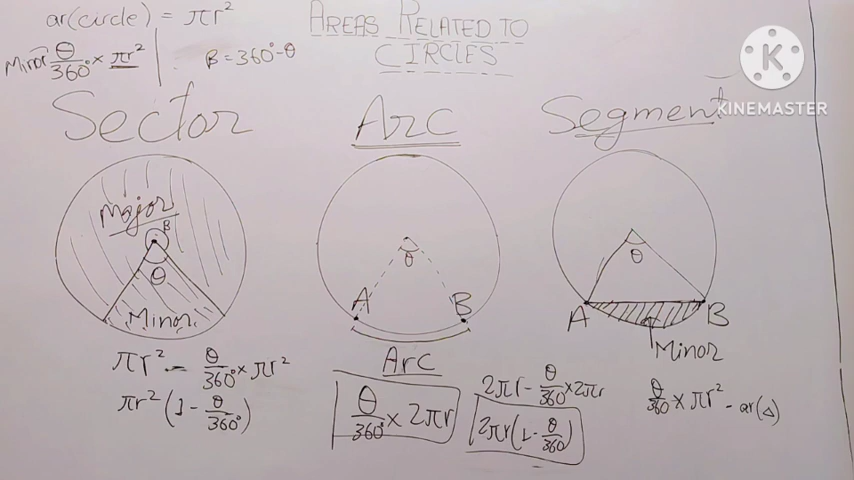 ar(circle) = πr²
AREAS RELATED TO
CIRCLES
Minor θ/360° × πr²
β = 360° - θ
KINEMASTER
Sector
Arc
Segment
Major
β
θ
Minor
θ
A
B
Arc
θ
A
B
Minor
πr² - θ/360° × πr²
πr² (1 - θ/360°)
θ/360° × 2πr
2πr - θ/360 × 2πr
2πr(1 - θ/360)
θ/360 × πr² - ar(Δ)